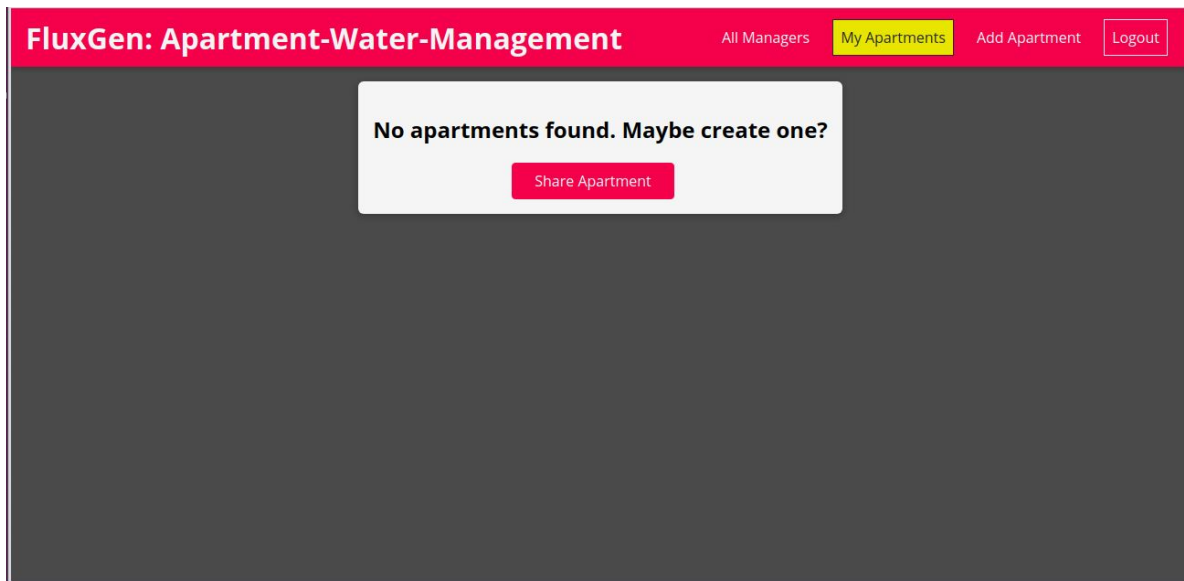 FluxGen: Apartment-Water-Management
All Managers
My Apartments
Add Apartment
Logout
No apartments found. Maybe create one?
Share Apartment